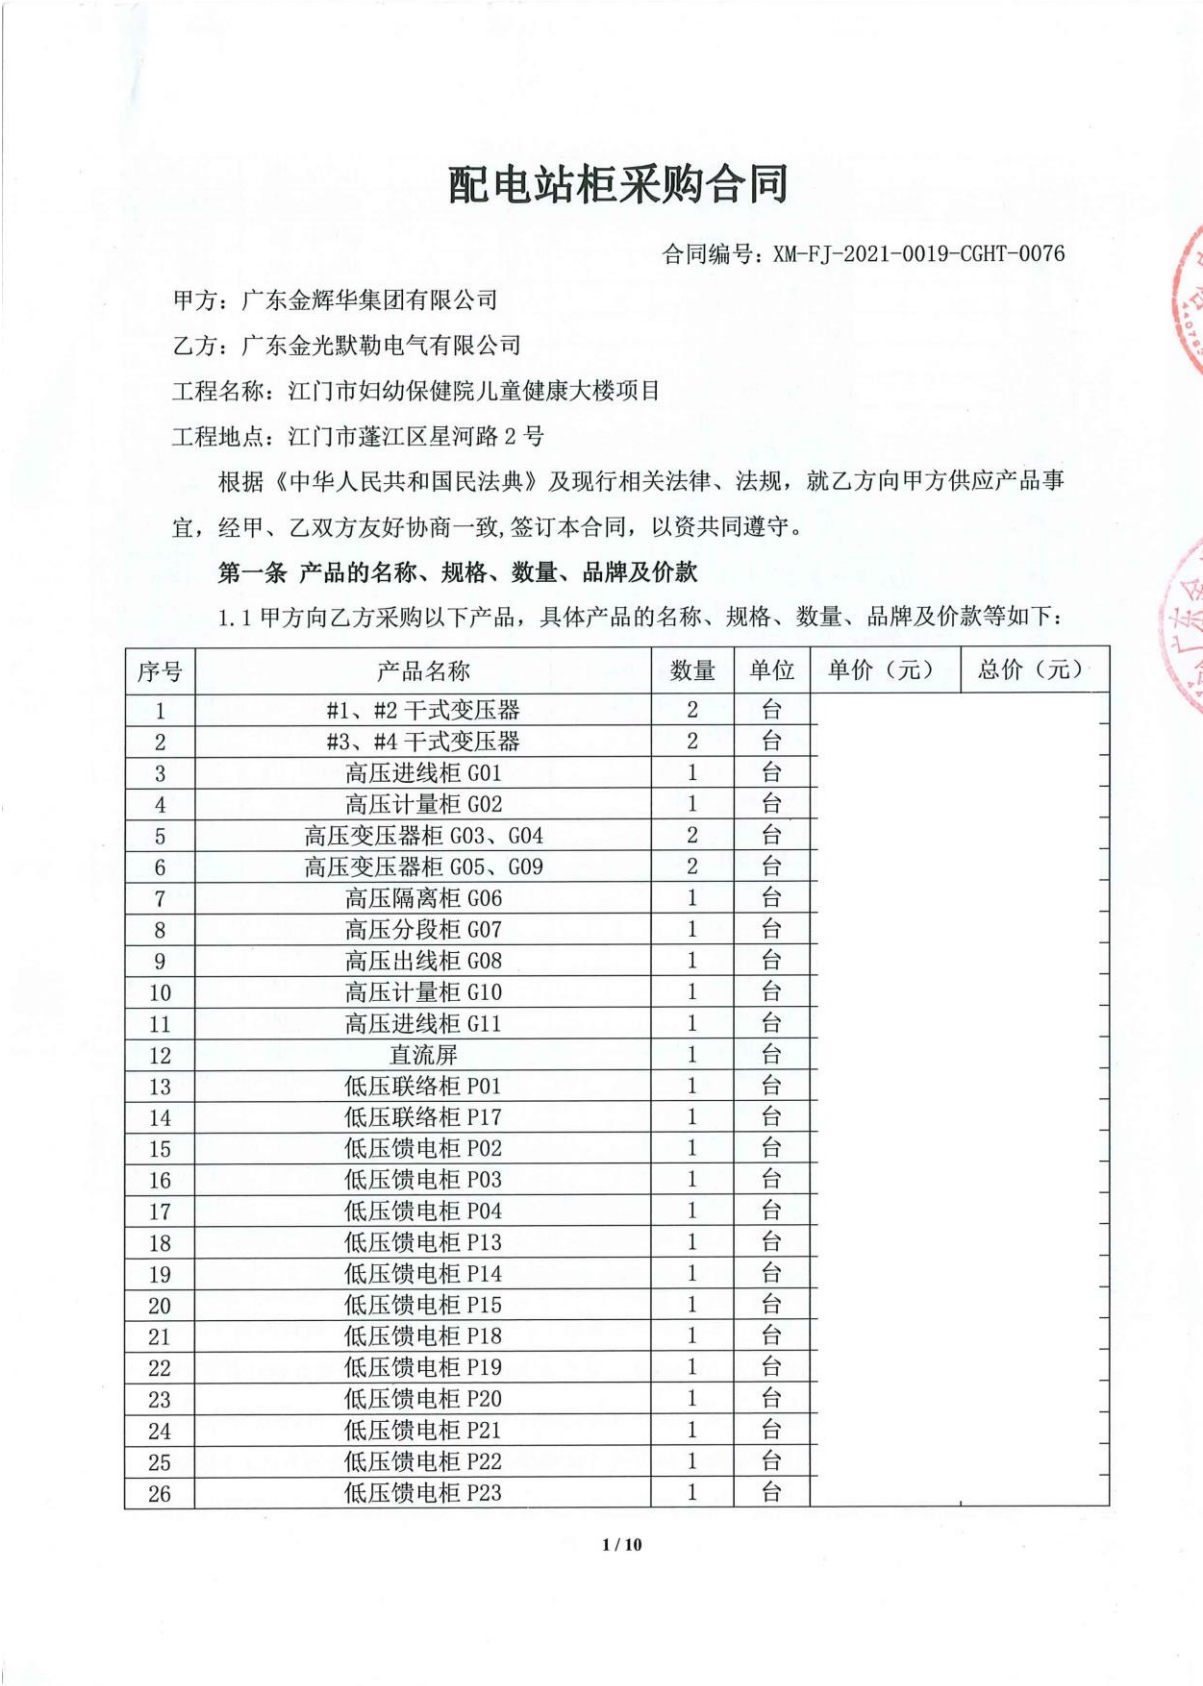 配电站柜采购合同
合同编号：XM-FJ-2021-0019-CGHT-0076
甲方：广东金辉华集团有限公司
乙方：广东金光默勒电气有限公司
工程名称：江门市妇幼保健院儿童健康大楼项目
工程地点：江门市蓬江区星河路 2 号
根据《中华人民共和国民法典》及现行相关法律、法规，就乙方向甲方供应产品事
宜，经甲、乙双方友好协商一致,签订本合同，以资共同遵守。
第一条 产品的名称、规格、数量、品牌及价款
1.1 甲方向乙方采购以下产品，具体产品的名称、规格、数量、品牌及价款等如下：
序号 产品名称 数量 单位 单价（元） 总价（元）
1 #1、#2 干式变压器 2 台
2 #3、#4 干式变压器 2 台
3 高压进线柜 G01 1 台
4 高压计量柜 G02 1 台
5 高压变压器柜 G03、G04 2 台
6 高压变压器柜 G05、G09 2 台
7 高压隔离柜 G06 1 台
8 高压分段柜 G07 1 台
9 高压出线柜 G08 1 台
10 高压计量柜 G10 1 台
11 高压进线柜 G11 1 台
12 直流屏 1 台
13 低压联络柜 P01 1 台
14 低压联络柜 P17 1 台
15 低压馈电柜 P02 1 台
16 低压馈电柜 P03 1 台
17 低压馈电柜 P04 1 台
18 低压馈电柜 P13 1 台
19 低压馈电柜 P14 1 台
20 低压馈电柜 P15 1 台
21 低压馈电柜 P18 1 台
22 低压馈电柜 P19 1 台
23 低压馈电柜 P20 1 台
24 低压馈电柜 P21 1 台
25 低压馈电柜 P22 1 台
26 低压馈电柜 P23 1 台
1 / 10
广东金